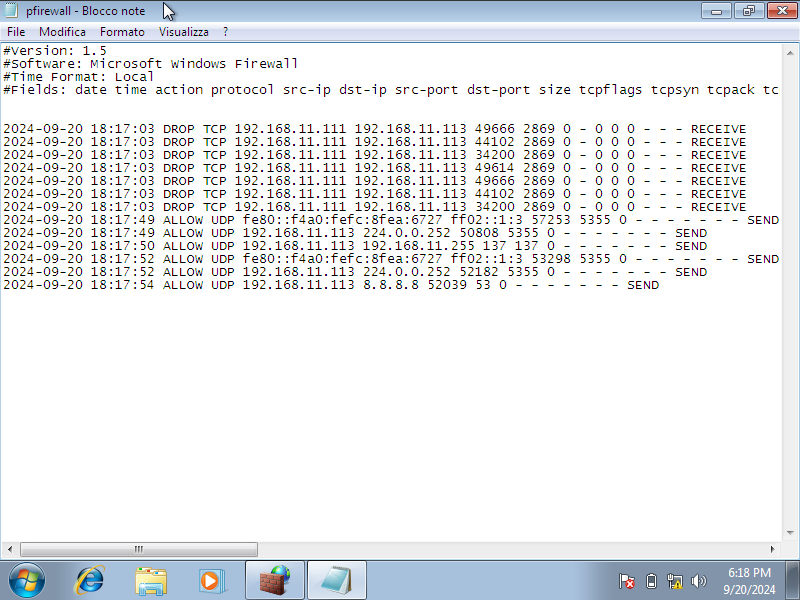 pfirewall - Blocco note
File Modifica Formato Visualizza ?
#Version: 1.5
#Software: Microsoft Windows Firewall
#Time Format: Local
#Fields: date time action protocol src-ip dst-ip src-port dst-port size tcpflags tcpsyn tcpack tc
2024-09-20 18:17:03 DROP TCP 192.168.11.111 192.168.11.113 49666 2869 0 - 0 0 0 - - - RECEIVE
2024-09-20 18:17:03 DROP TCP 192.168.11.111 192.168.11.113 44102 2869 0 - 0 0 0 - - - RECEIVE
2024-09-20 18:17:03 DROP TCP 192.168.11.111 192.168.11.113 34200 2869 0 - 0 0 0 - - - RECEIVE
2024-09-20 18:17:03 DROP TCP 192.168.11.111 192.168.11.113 49614 2869 0 - 0 0 0 - - - RECEIVE
2024-09-20 18:17:03 DROP TCP 192.168.11.111 192.168.11.113 49666 2869 0 - 0 0 0 - - - RECEIVE
2024-09-20 18:17:03 DROP TCP 192.168.11.111 192.168.11.113 44102 2869 0 - 0 0 0 - - - RECEIVE
2024-09-20 18:17:03 DROP TCP 192.168.11.111 192.168.11.113 34200 2869 0 - 0 0 0 - - - RECEIVE
2024-09-20 18:17:49 ALLOW UDP fe80::f4a0:fefc:8fea:6727 ff02::1:3 57253 5355 0 - - - - - - - SEND
2024-09-20 18:17:49 ALLOW UDP 192.168.11.113 224.0.0.252 50808 5355 0 - - - - - - - SEND
2024-09-20 18:17:50 ALLOW UDP 192.168.11.113 192.168.11.255 137 137 0 - - - - - - - SEND
2024-09-20 18:17:52 ALLOW UDP fe80::f4a0:fefc:8fea:6727 ff02::1:3 53298 5355 0 - - - - - - - SEND
2024-09-20 18:17:52 ALLOW UDP 192.168.11.113 224.0.0.252 52182 5355 0 - - - - - - - SEND
2024-09-20 18:17:54 ALLOW UDP 192.168.11.113 8.8.8.8 52039 53 0 - - - - - - - SEND
6:18 PM
9/20/2024